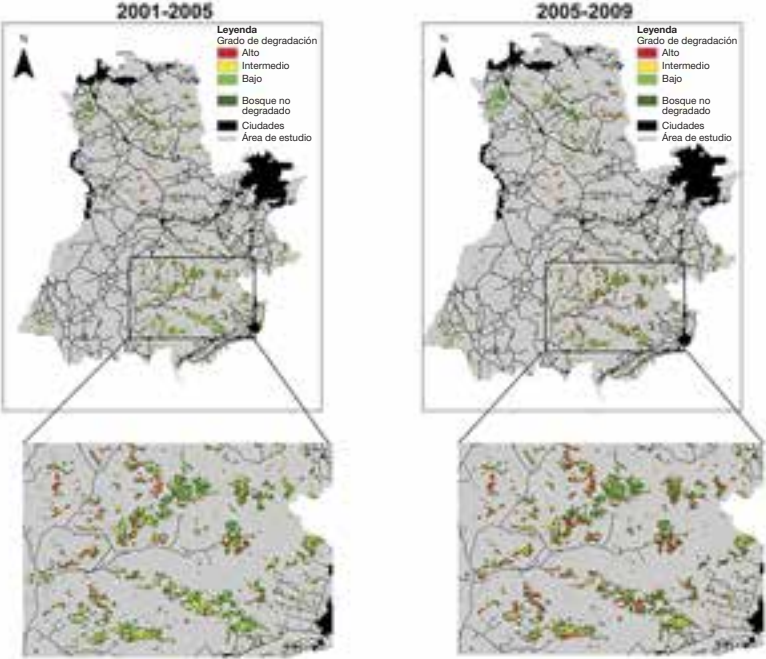 2001-2005
Leyenda
Grado de degradación
Alto
Intermedio
Bajo
Bosque no
degradado
Ciudades
Área de estudio
N
2005-2009
Leyenda
Grado de degradación
Alto
Intermedio
Bajo
Bosque no
degradado
Ciudades
Área de estudio
N